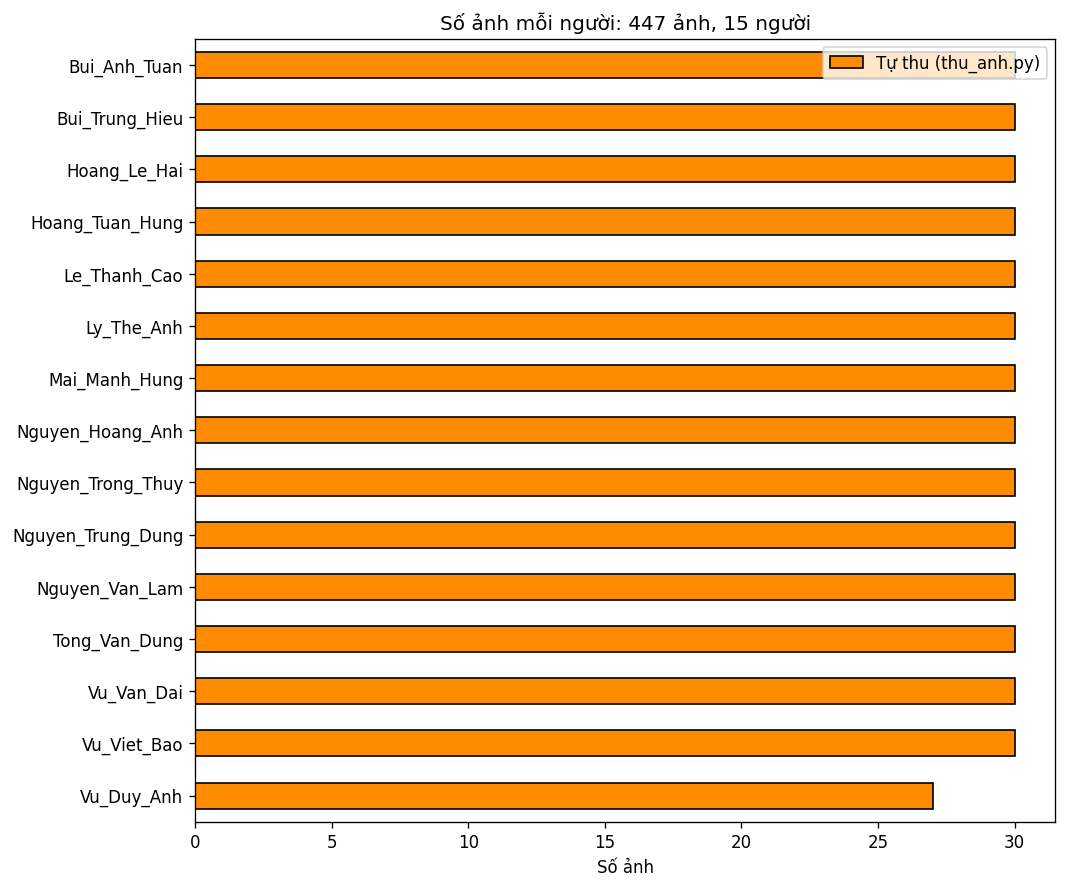 Số ảnh mỗi người: 447 ảnh, 15 người
Tự thu (thu_anh.py)
Bui_Anh_Tuan
Bui_Trung_Hieu
Hoang_Le_Hai
Hoang_Tuan_Hung
Le_Thanh_Cao
Ly_The_Anh
Mai_Manh_Hung
Nguyen_Hoang_Anh
Nguyen_Trong_Thuy
Nguyen_Trung_Dung
Nguyen_Van_Lam
Tong_Van_Dung
Vu_Van_Dai
Vu_Viet_Bao
Vu_Duy_Anh
0 5 10 15 20 25 30
Số ảnh